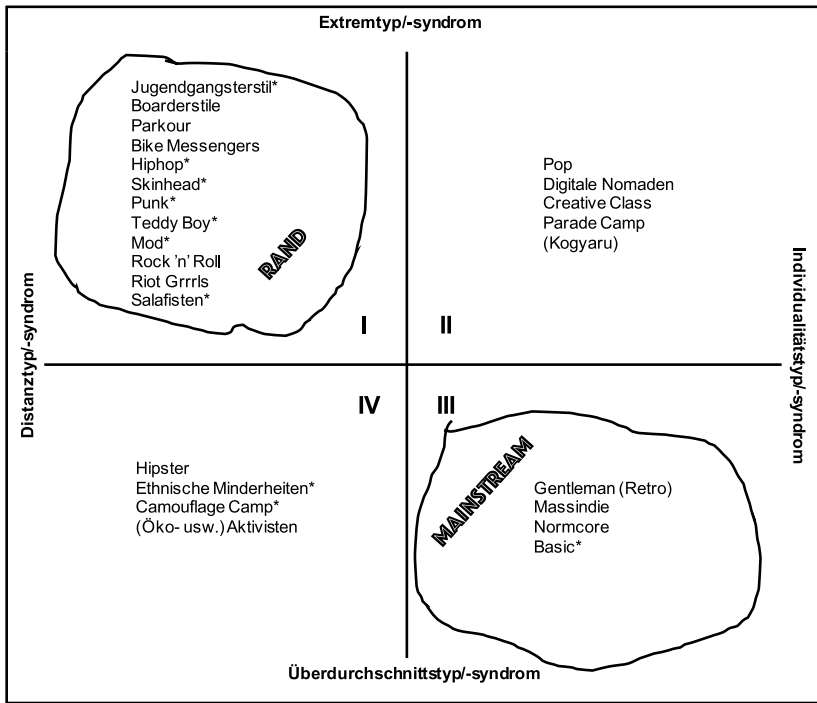 Extremtyp/-syndrom
Jugendgangsterstil*
Boarderstile
Parkour
Bike Messengers
Hiphop*
Skinhead*
Punk*
Teddy Boy*
Mod*
Rock ’n’ Roll
Riot Grrrls
Salafisten*
RAND
I
Pop
Digitale Nomaden
Creative Class
Parade Camp
(Kogyaru)
II
Distanztyp/-syndrom
Individualitätstyp/-syndrom
IV
Hipster
Ethnische Minderheiten*
Camouflage Camp*
(Öko- usw.) Aktivisten
III
MAINSTREAM
Gentleman (Retro)
Massindie
Normcore
Basic*
Überdurchschnittstyp/-syndrom